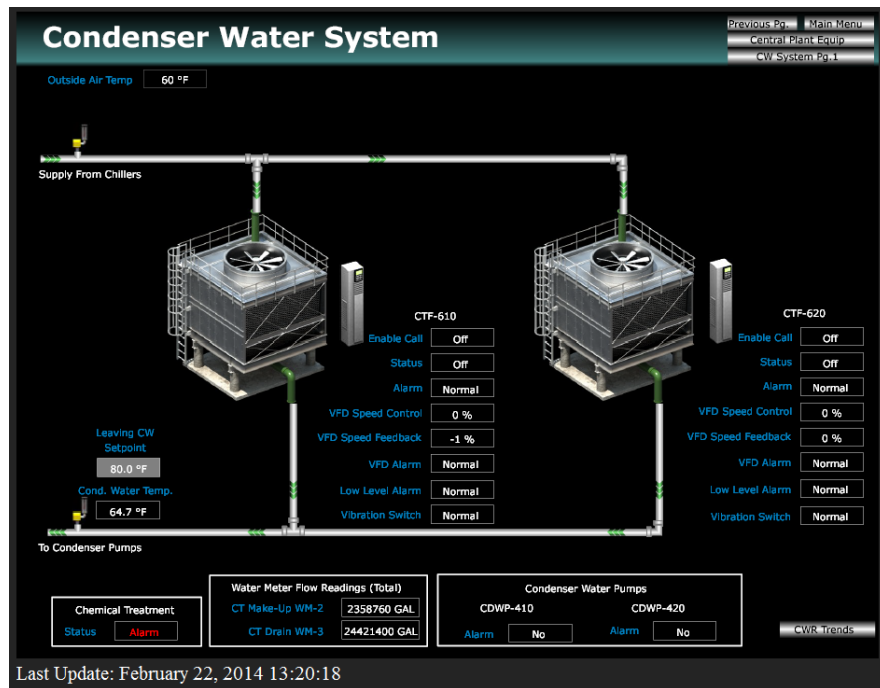 Condenser Water System
Previous Pg. Main Menu
Central Plant Equip
CW System Pg.1
Outside Air Temp 60 °F
Supply From Chillers
CTF-610
Enable Call Off
Status Off
Alarm Normal
VFD Speed Control 0 %
VFD Speed Feedback -1 %
VFD Alarm Normal
Low Level Alarm Normal
Vibration Switch Normal
CTF-620
Enable Call Off
Status Off
Alarm Normal
VFD Speed Control 0 %
VFD Speed Feedback 0 %
VFD Alarm Normal
Low Level Alarm Normal
Vibration Switch Normal
Leaving CW
Setpoint
80.0 °F
Cond. Water Temp.
64.7 °F
To Condenser Pumps
Chemical Treatment
Status Alarm
Water Meter Flow Readings (Total)
CT Make-Up WM-2 2358760 GAL
CT Drain WM-3 24421400 GAL
Condenser Water Pumps
CDWP-410 CDWP-420
Alarm No Alarm No
CWR Trends
Last Update: February 22, 2014 13:20:18